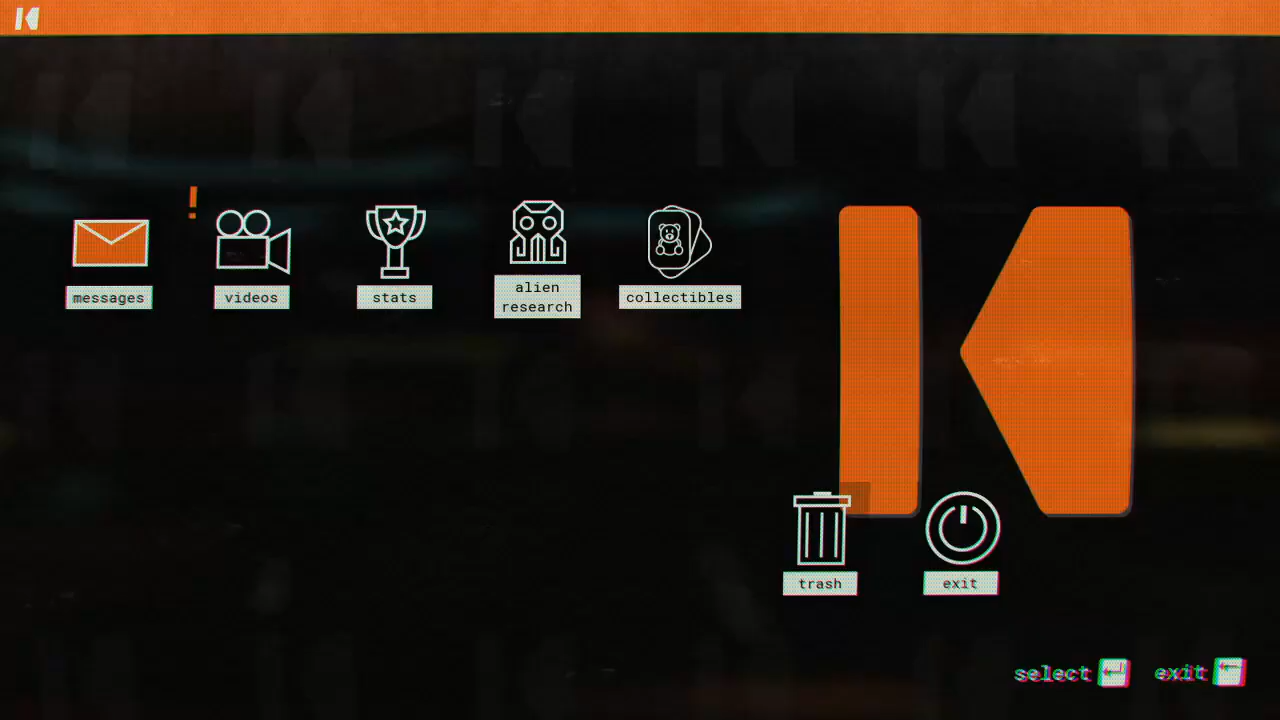 messages
videos
stats
alien
research
collectibles
trash
exit
select
exit